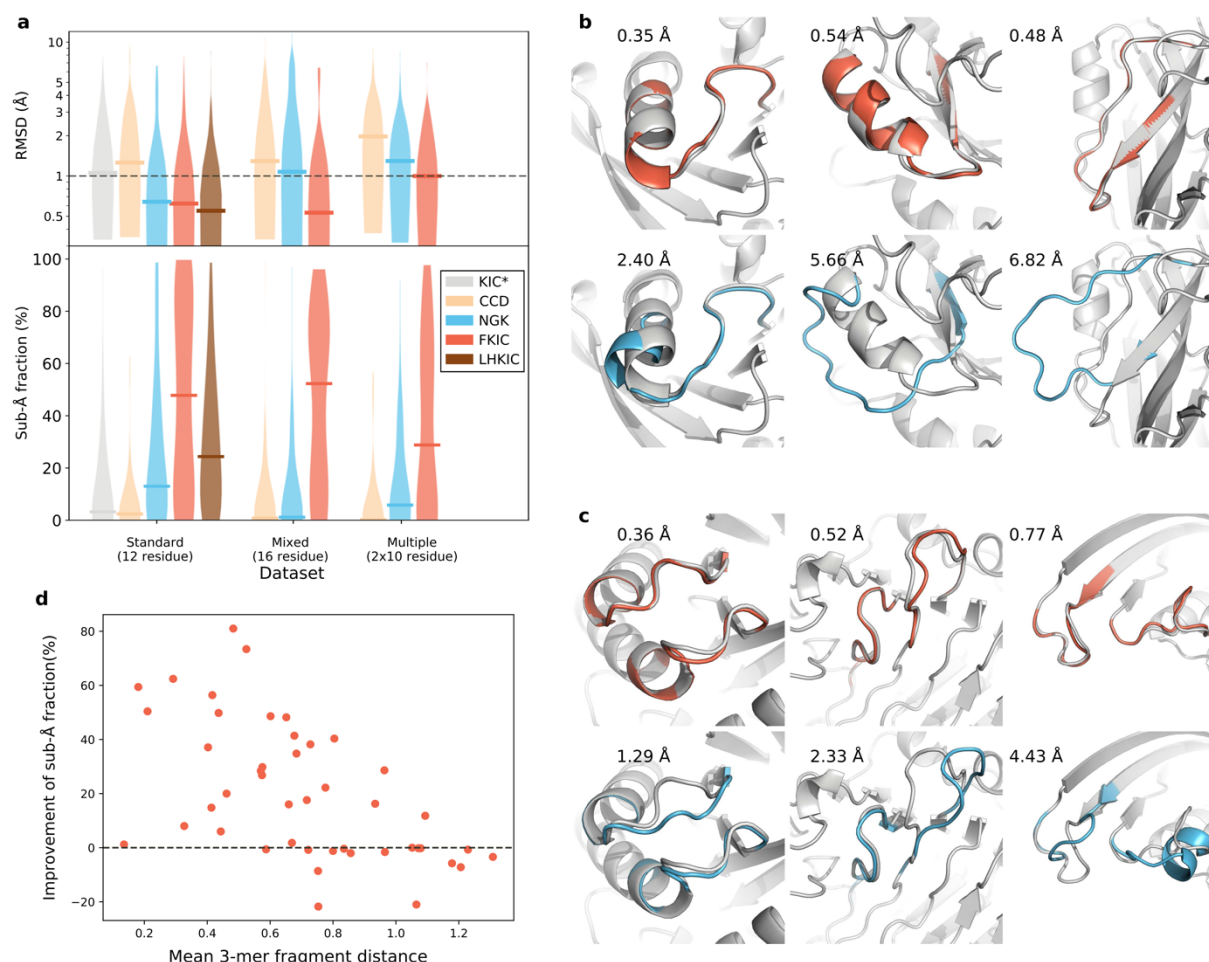 a
10
5
4
3
2
1
0.5
RMSD (Å)
100
80
60
40
20
0
Sub-Å fraction (%)
KIC*
CCD
NGK
FKIC
LHKIC
Standard
(12 residue)
Mixed
(16 residue)
Multiple
(2x10 residue)
Dataset
b
0.35 Å
0.54 Å
0.48 Å
2.40 Å
5.66 Å
6.82 Å
c
0.36 Å
0.52 Å
0.77 Å
1.29 Å
2.33 Å
4.43 Å
d
80
60
40
20
0
−20
Improvement of sub-Å fraction(%)
0.2
0.4
0.6
0.8
1.0
1.2
Mean 3-mer fragment distance